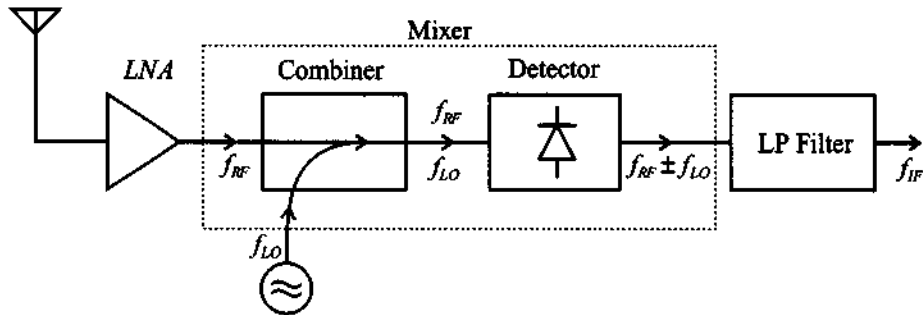 Mixer
LNA
Combiner
Detector
f_RF
f_RF
f_LO
f_RF ± f_LO
LP Filter
f_IF
f_LO